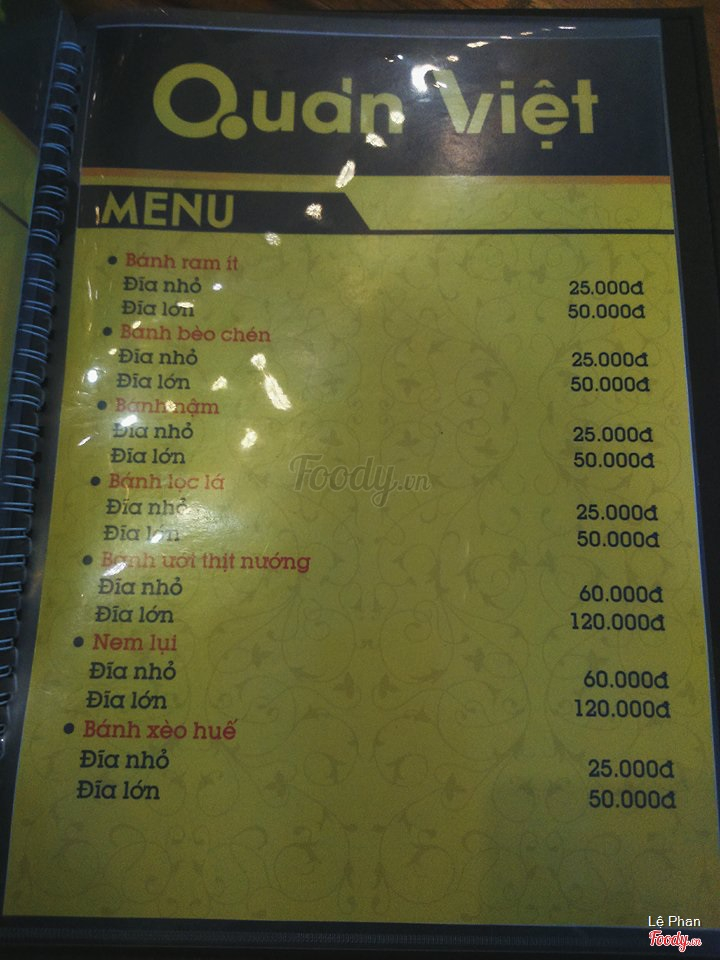 Quán Việt
MENU
• Bánh ram ít
Đĩa nhỏ 25.000đ
Đĩa lớn 50.000đ
• Bánh bèo chén
Đĩa nhỏ 25.000đ
Đĩa lớn 50.000đ
• Bánh nậm
Đĩa nhỏ 25.000đ
Đĩa lớn 50.000đ
• Bánh lọc lá
Đĩa nhỏ 25.000đ
Đĩa lớn 50.000đ
• Bánh ướt thịt nướng
Đĩa nhỏ 60.000đ
Đĩa lớn 120.000đ
• Nem lụi
Đĩa nhỏ 60.000đ
Đĩa lớn 120.000đ
• Bánh xèo huế
Đĩa nhỏ 25.000đ
Đĩa lớn 50.000đ
Foody.vn
Lệ Phan
Foody.vn